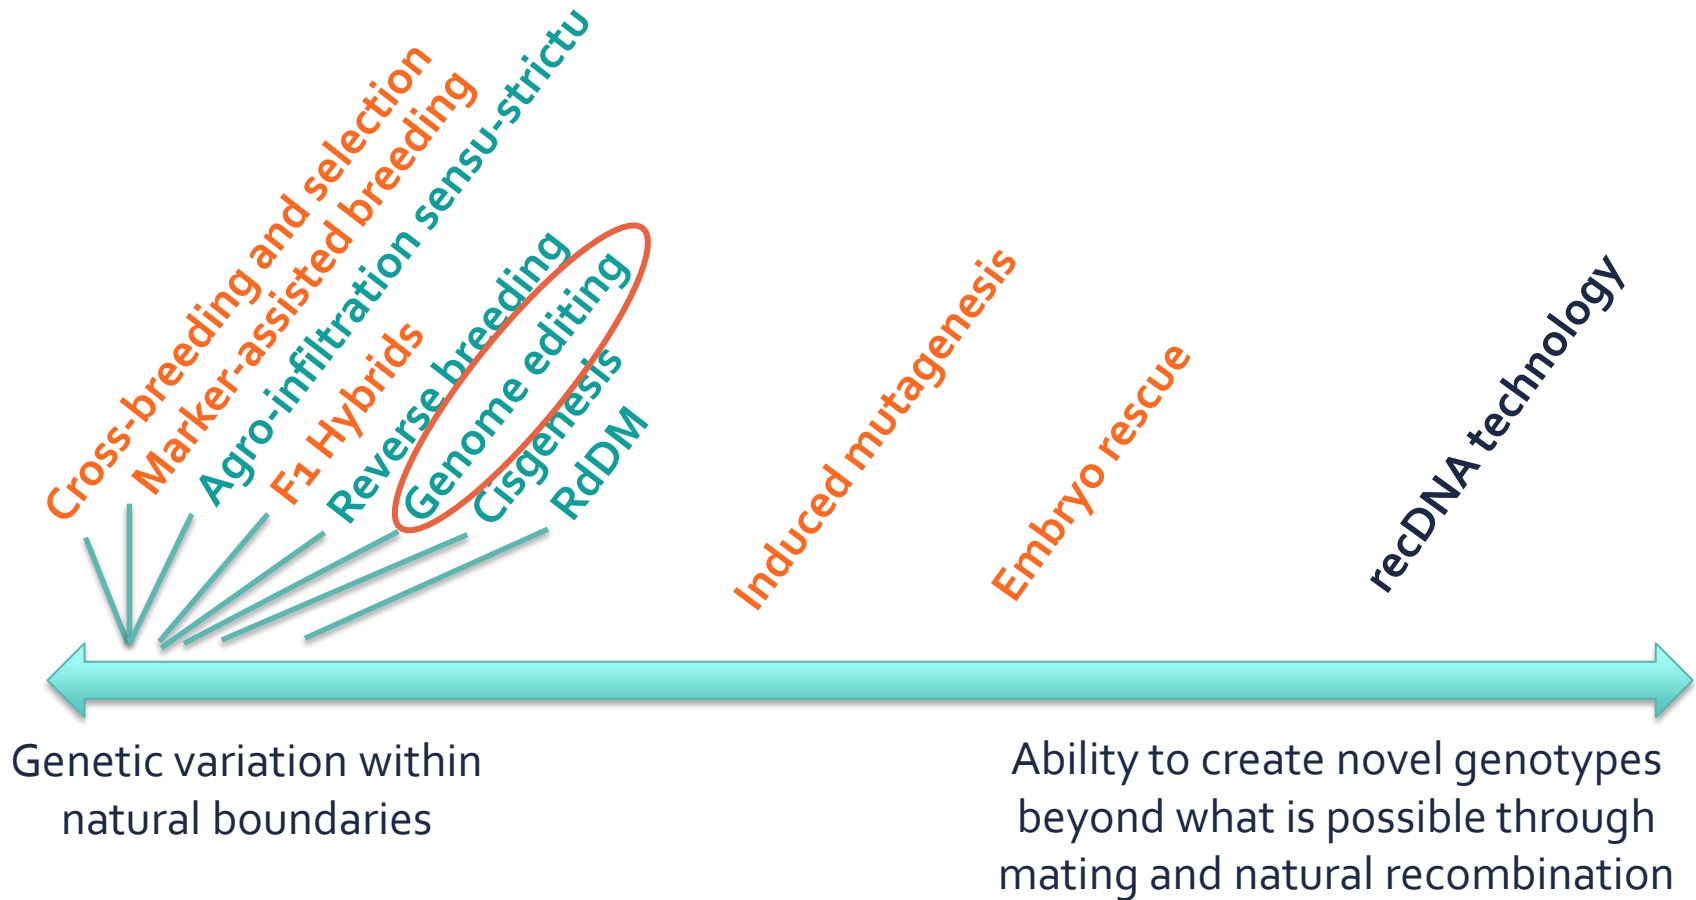 Cross-breeding and selection
Marker-assisted breeding
Agro-infiltration sensu-strictu
F1 Hybrids
Reverse breeding
Genome editing
Cisgenesis
RdDM
Induced mutagenesis
Embryo rescue
recDNA technology
Genetic variation within
natural boundaries
Ability to create novel genotypes
beyond what is possible through
mating and natural recombination